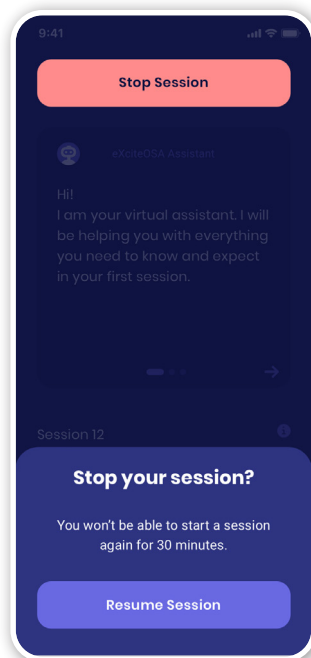 9:41
Stop Session
eXciteOSA Assistant
Hi!
I am your virtual assistant. I will
be helping you with everything
you need to know and expect
in your first session.
Session 12
Stop your session?
You won't be able to start a session
again for 30 minutes.
Resume Session